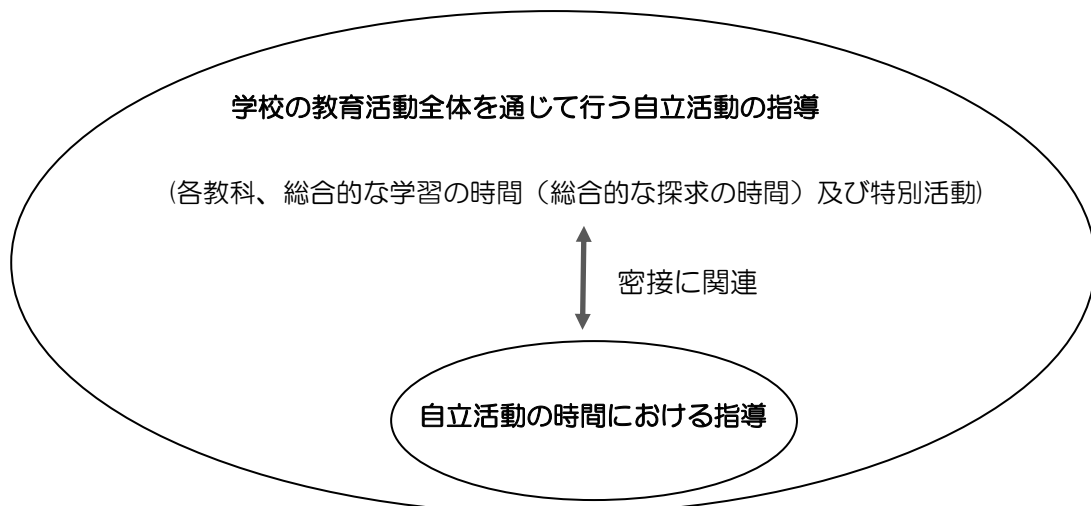 学校の教育活動全体を通じて行う自立活動の指導
(各教科、総合的な学習の時間（総合的な探求の時間）及び特別活動)
密接に関連
自立活動の時間における指導